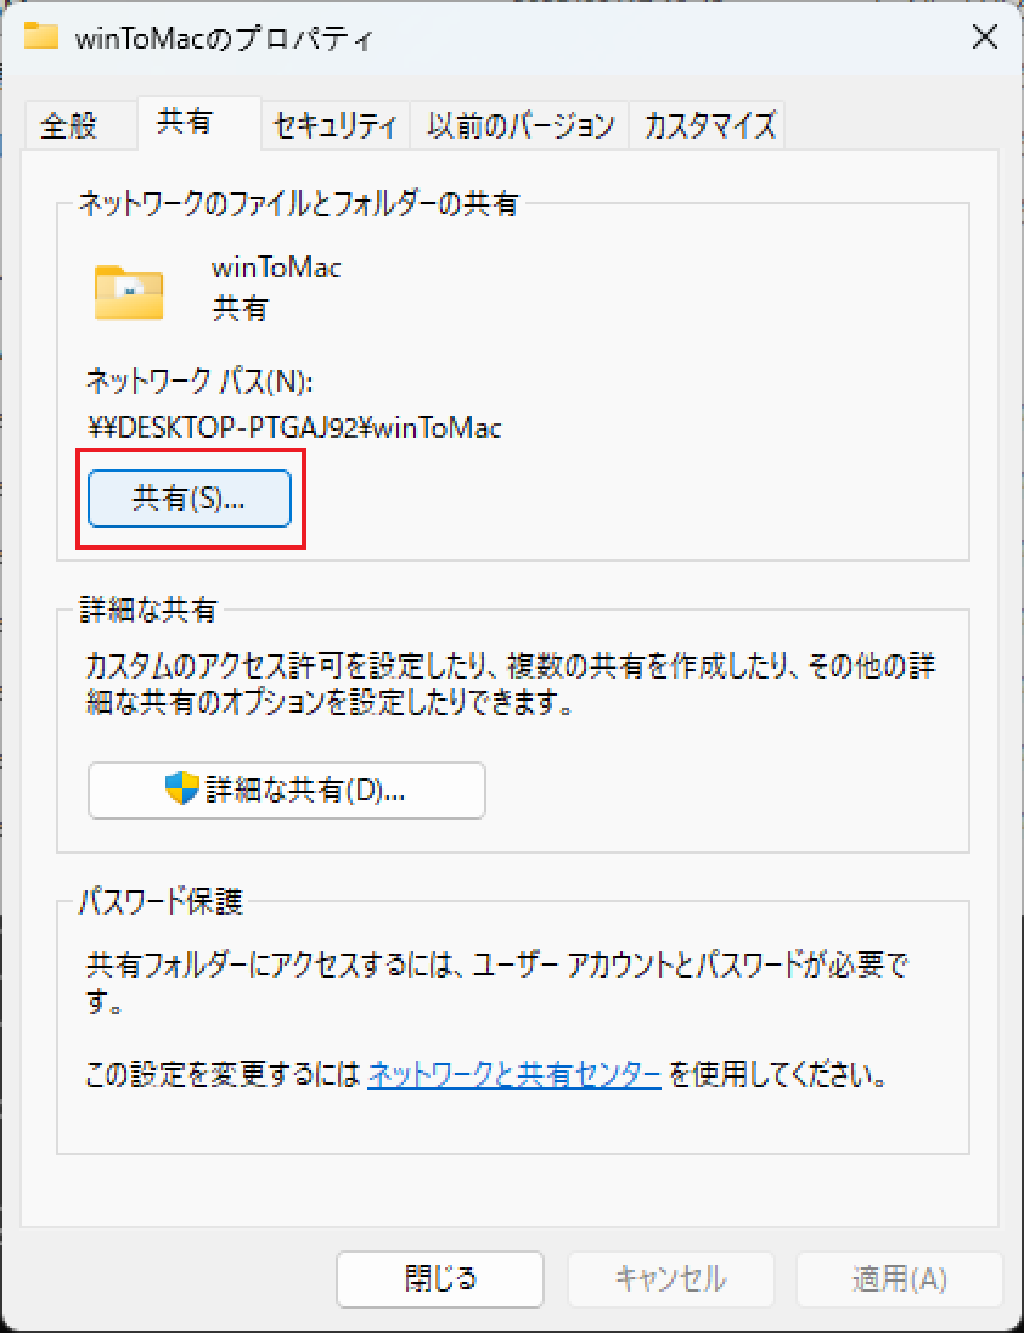 winToMacのプロパティ
全般
共有
セキュリティ
以前のバージョン
カスタマイズ
ネットワークのファイルとフォルダーの共有
winToMac
共有
ネットワーク パス(N):
¥¥DESKTOP-PTGAJ92¥winToMac
共有(S)...
詳細な共有
カスタムのアクセス許可を設定したり、複数の共有を作成したり、その他の詳
細な共有のオプションを設定したりできます。
詳細な共有(D)...
パスワード保護
共有フォルダーにアクセスするには、ユーザー アカウントとパスワードが必要で
す。
この設定を変更するには ネットワークと共有センター を使用してください。
閉じる
キャンセル
適用(A)